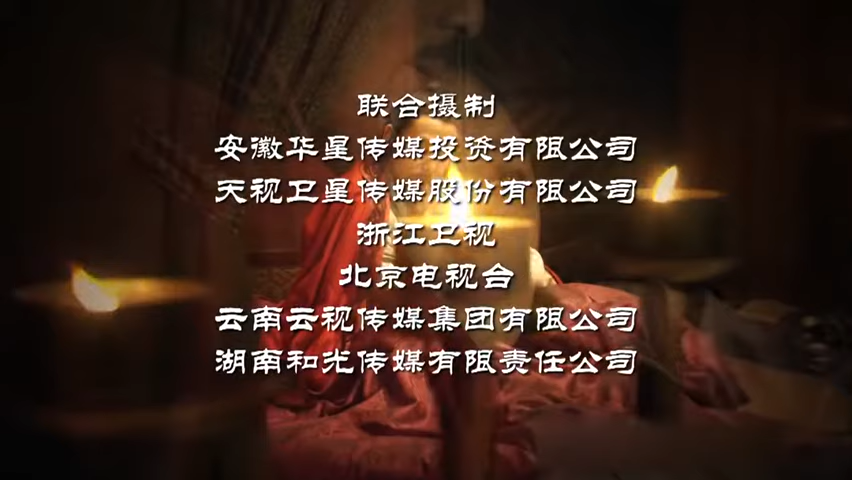 联合摄制
安徽华星传媒投资有限公司
天视卫星传媒股份有限公司
浙江卫视
北京电视台
云南云视传媒集团有限公司
湖南和光传媒有限责任公司